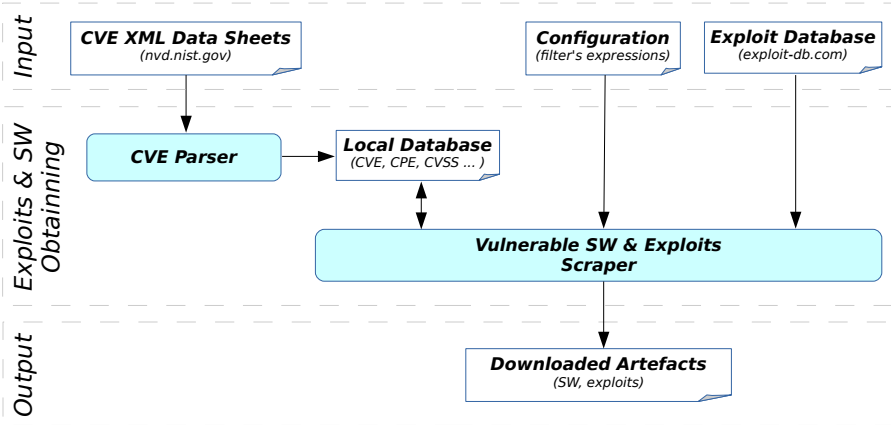 Input
CVE XML Data Sheets
(nvd.nist.gov)
Configuration
(filter's expressions)
Exploit Database
(exploit-db.com)
Exploits & SW
Obtainning
CVE Parser
Local Database
(CVE, CPE, CVSS ... )
Vulnerable SW & Exploits
Scraper
Output
Downloaded Artefacts
(SW, exploits)